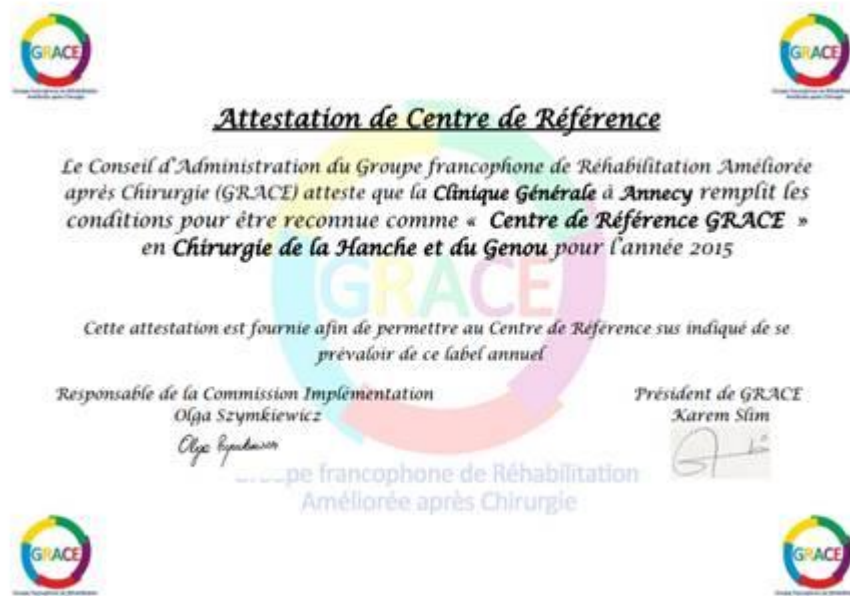 GRACE
GRACE
Attestation de Centre de Référence
Le Conseil d'Administration du Groupe francophone de Réhabilitation Améliorée
après Chirurgie (GRACE) atteste que la Clinique Générale à Annecy remplit les
conditions pour être reconnue comme « Centre de Référence GRACE »
en Chirurgie de la Hanche et du Genou pour l'année 2015
GRACE
Cette attestation est fournie afin de permettre au Centre de Référence sus indiqué de se
prévaloir de ce label annuel
Responsable de la Commission Implémentation
Olga Szymkiewicz
Président de GRACE
Karem Slim
francophone de Réhabilitation
Améliorée après Chirurgie
GRACE
GRACE